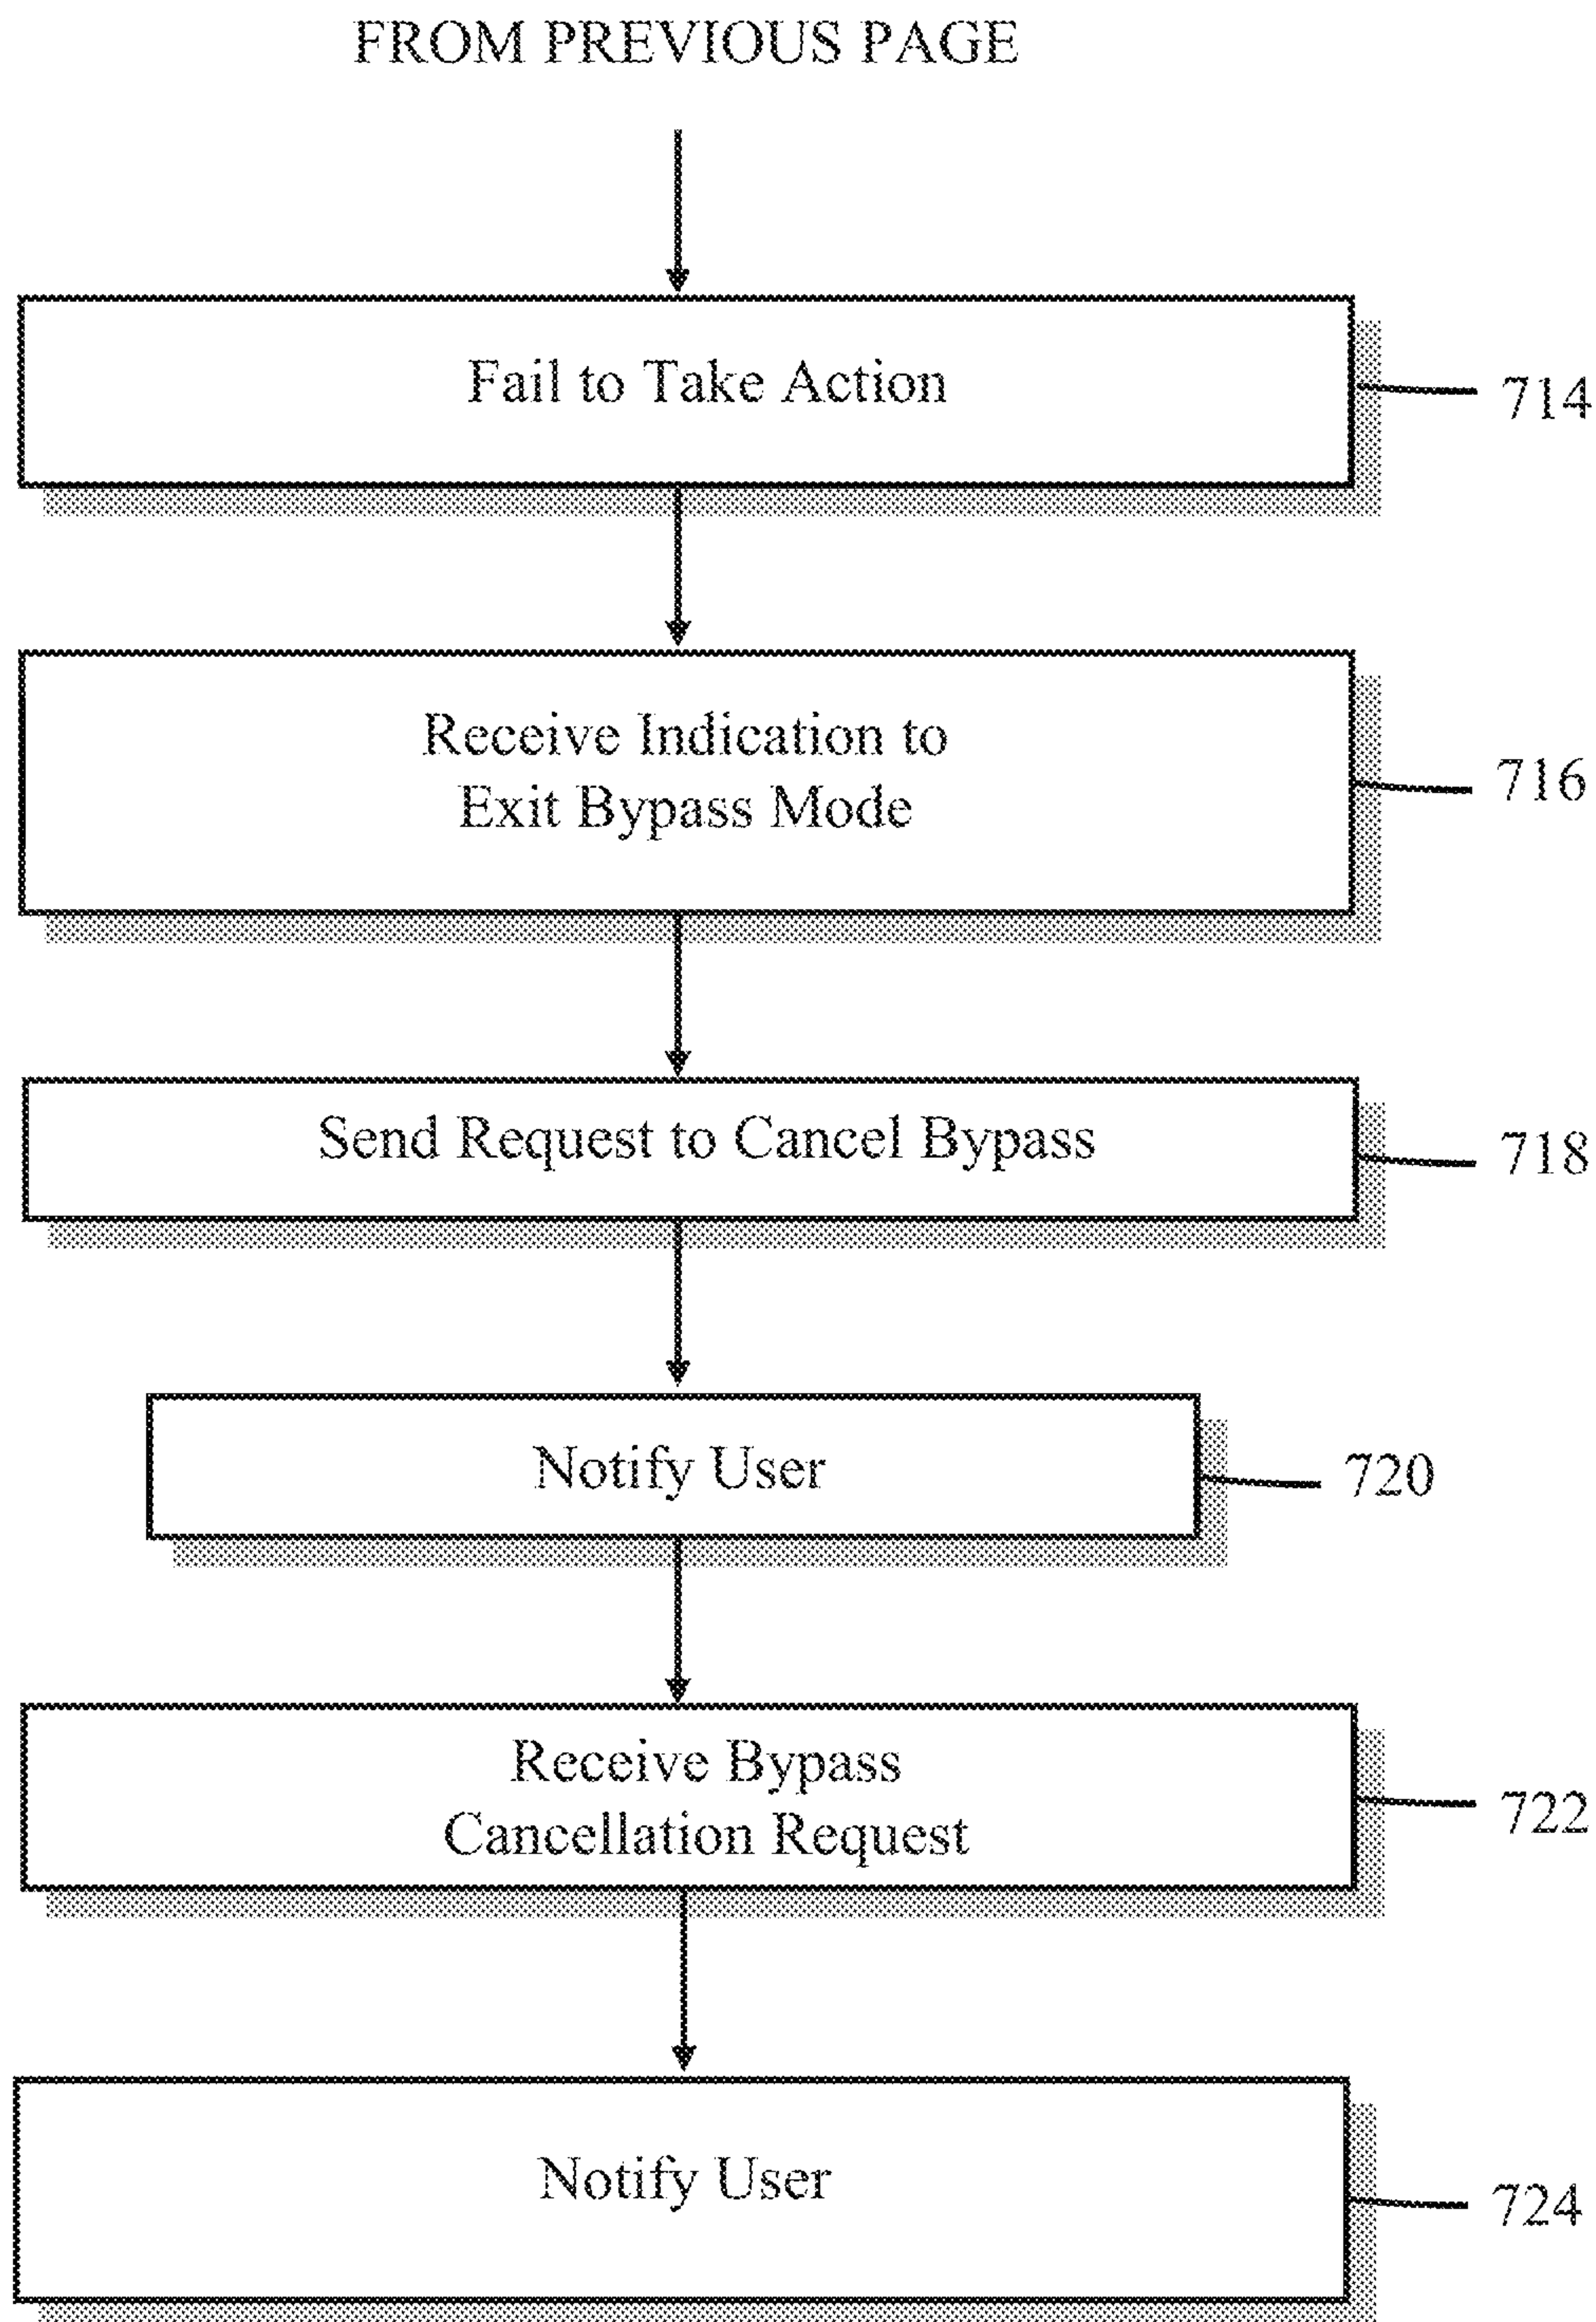 FROM PREVIOUS PAGE
Fail to Take Action
714
Receive Indication to
Exit Bypass Mode
716
Send Request to Cancel Bypass
718
Notify User
720
Receive Bypass
Cancellation Request
722
Notify User
724